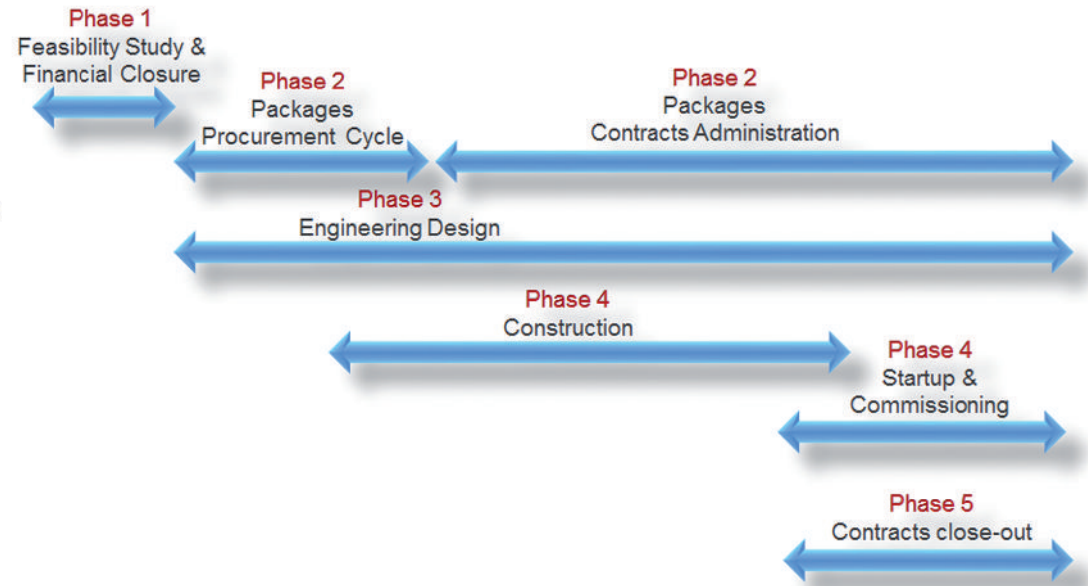 Phase 1
Feasibility Study &
Financial Closure
Phase 2
Packages
Procurement Cycle
Phase 2
Packages
Contracts Administration
Phase 3
Engineering Design
Phase 4
Construction
Phase 4
Startup &
Commissioning
Phase 5
Contracts close-out